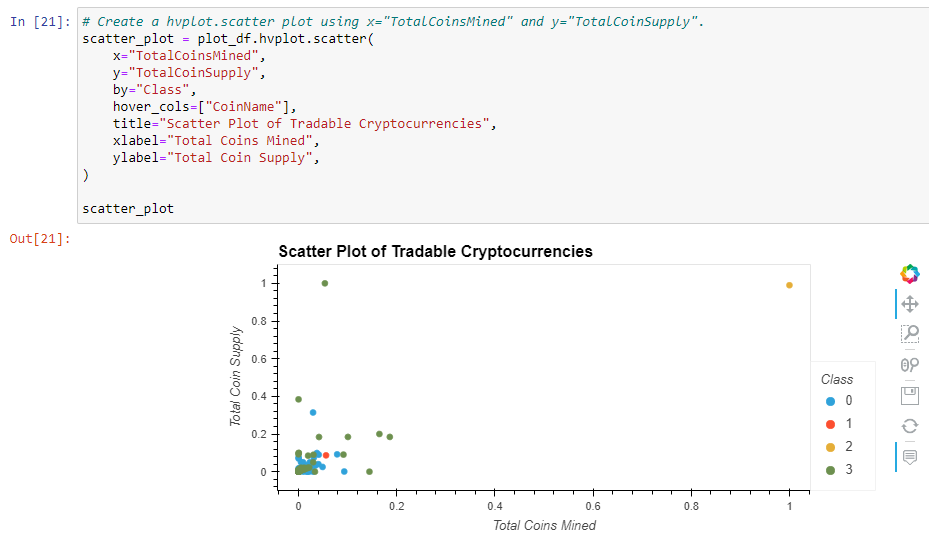 In [21]: # Create a hvplot.scatter plot using x="TotalCoinsMined" and y="TotalCoinSupply".
scatter_plot = plot_df.hvplot.scatter(
    x="TotalCoinsMined",
    y="TotalCoinSupply",
    by="Class",
    hover_cols=["CoinName"],
    title="Scatter Plot of Tradable Cryptocurrencies",
    xlabel="Total Coins Mined",
    ylabel="Total Coin Supply",
)
scatter_plot
Out[21]:
Scatter Plot of Tradable Cryptocurrencies
Total Coin Supply
1
0.8
0.6
0.4
0.2
0
0 0.2 0.4 0.6 0.8 1
Total Coins Mined
Class
0
1
2
3